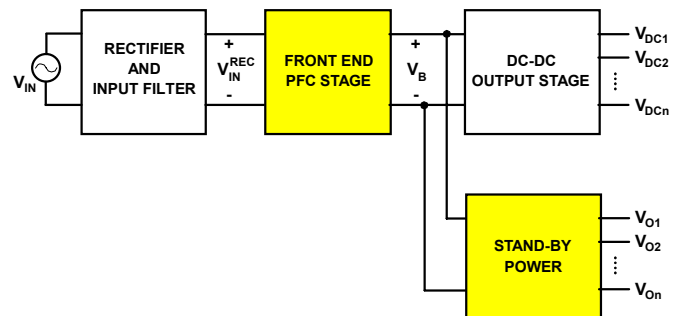 V_IN
RECTIFIER
AND
INPUT FILTER
+
V_IN^REC
-
FRONT END
PFC STAGE
+
V_B
-
DC-DC
OUTPUT STAGE
V_DC1
V_DC2
V_DCn
STAND-BY
POWER
V_O1
V_O2
V_On